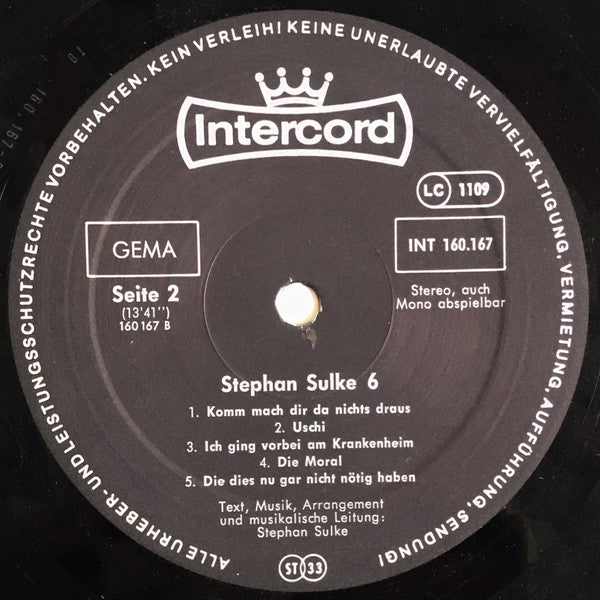 ALLE URHEBER- UND LEISTUNGSSCHUTZRECHTE VORBEHALTEN. KEIN VERLEIH! KEINE UNERLAUBTE VERVIELFÄLTIGUNG, VERMIETUNG, AUFFÜHRUNG, SENDUNG!
Intercord
LC 1109
GEMA
INT 160.167
Seite 2
(13'41'')
160 167 B
Stereo, auch
Mono abspielbar
Stephan Sulke 6
1. Komm mach dir da nichts draus
2. Uschi
3. Ich ging vorbei am Krankenheim
4. Die Moral
5. Die dies nu gar nicht nötig haben
Text, Musik, Arrangement
und musikalische Leitung:
Stephan Sulke
ST 33